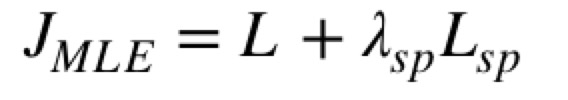 J_{MLE} = L + λ_{sp}L_{sp}